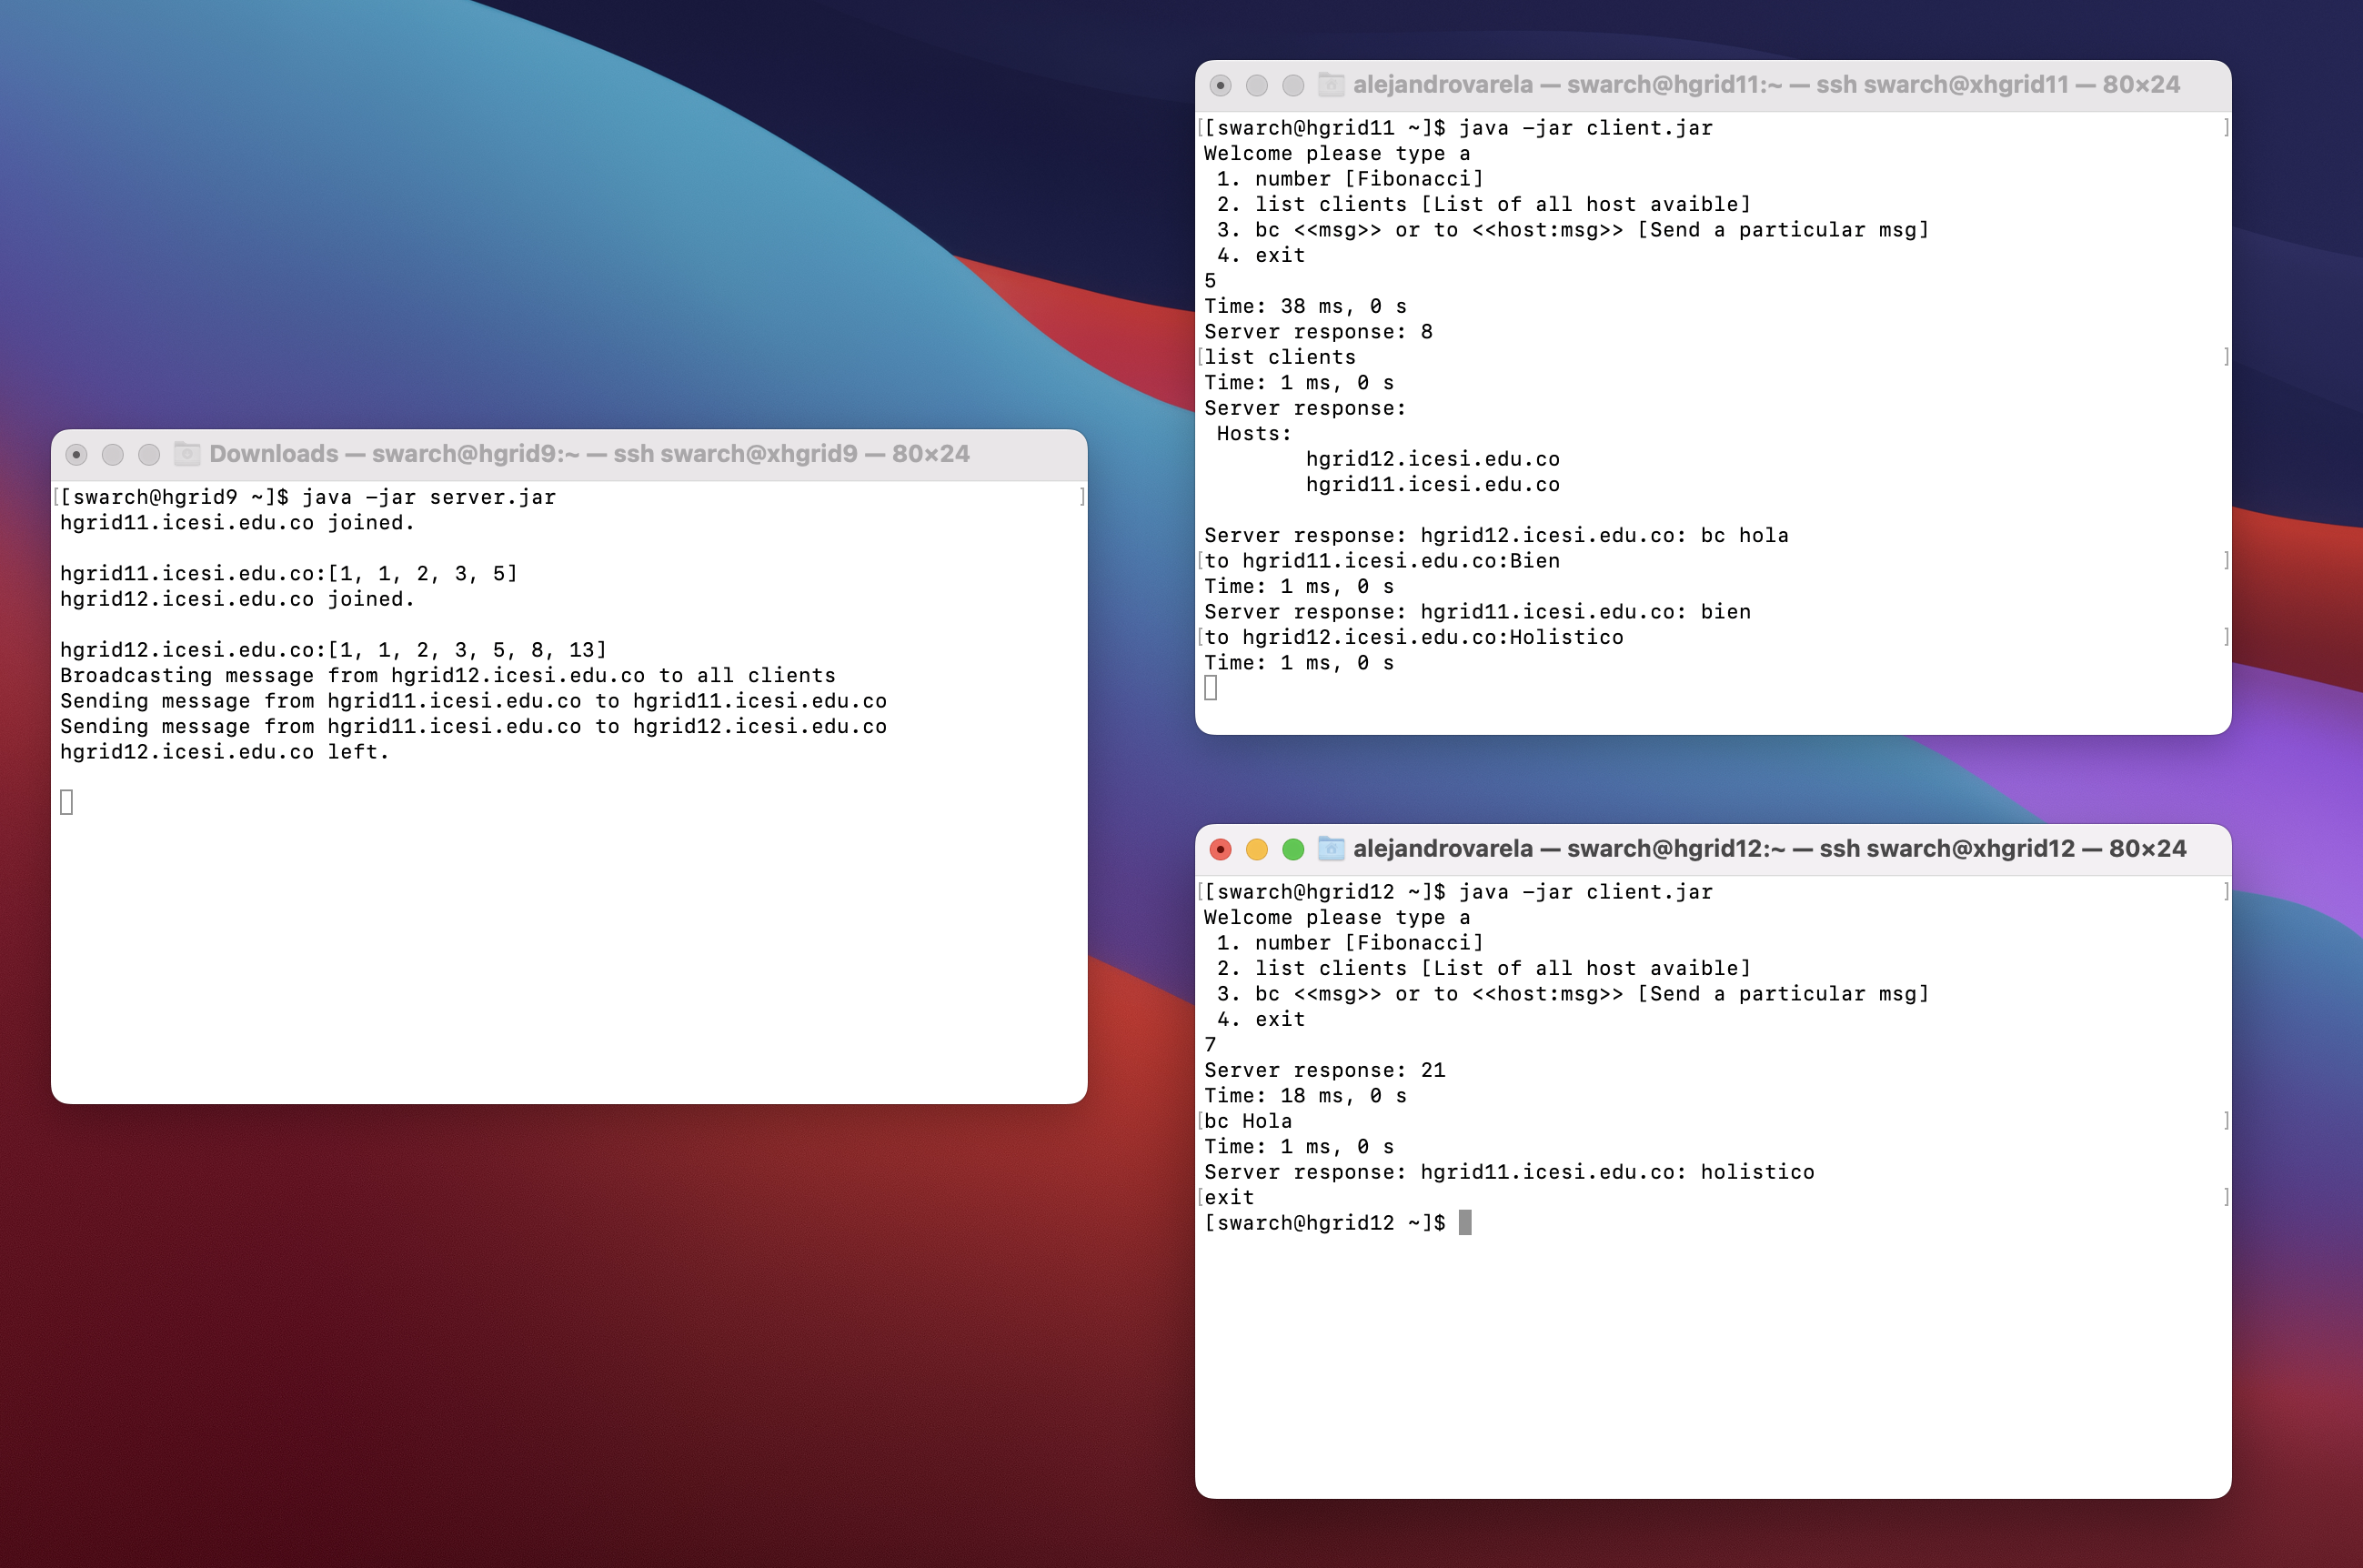 Downloads — swarch@hgrid9:~ — ssh swarch@xhgrid9 — 80×24
[[swarch@hgrid9 ~]$ java -jar server.jar ]
hgrid11.icesi.edu.co joined.
hgrid11.icesi.edu.co:[1, 1, 2, 3, 5]
hgrid12.icesi.edu.co joined.
hgrid12.icesi.edu.co:[1, 1, 2, 3, 5, 8, 13]
Broadcasting message from hgrid12.icesi.edu.co to all clients
Sending message from hgrid11.icesi.edu.co to hgrid11.icesi.edu.co
Sending message from hgrid11.icesi.edu.co to hgrid12.icesi.edu.co
hgrid12.icesi.edu.co left.
alejandrovarela — swarch@hgrid11:~ — ssh swarch@xhgrid11 — 80×24
[[swarch@hgrid11 ~]$ java -jar client.jar ]
Welcome please type a
1. number [Fibonacci]
2. list clients [List of all host avaible]
3. bc <<msg>> or to <<host:msg>> [Send a particular msg]
4. exit
5
Time: 38 ms, 0 s
Server response: 8
[list clients ]
Time: 1 ms, 0 s
Server response:
Hosts:
hgrid12.icesi.edu.co
hgrid11.icesi.edu.co
Server response: hgrid12.icesi.edu.co: bc hola
[to hgrid11.icesi.edu.co:Bien ]
Time: 1 ms, 0 s
Server response: hgrid11.icesi.edu.co: bien
[to hgrid12.icesi.edu.co:Holistico ]
Time: 1 ms, 0 s
alejandrovarela — swarch@hgrid12:~ — ssh swarch@xhgrid12 — 80×24
[[swarch@hgrid12 ~]$ java -jar client.jar ]
Welcome please type a
1. number [Fibonacci]
2. list clients [List of all host avaible]
3. bc <<msg>> or to <<host:msg>> [Send a particular msg]
4. exit
7
Server response: 21
Time: 18 ms, 0 s
[bc Hola ]
Time: 1 ms, 0 s
Server response: hgrid11.icesi.edu.co: holistico
[exit ]
[swarch@hgrid12 ~]$